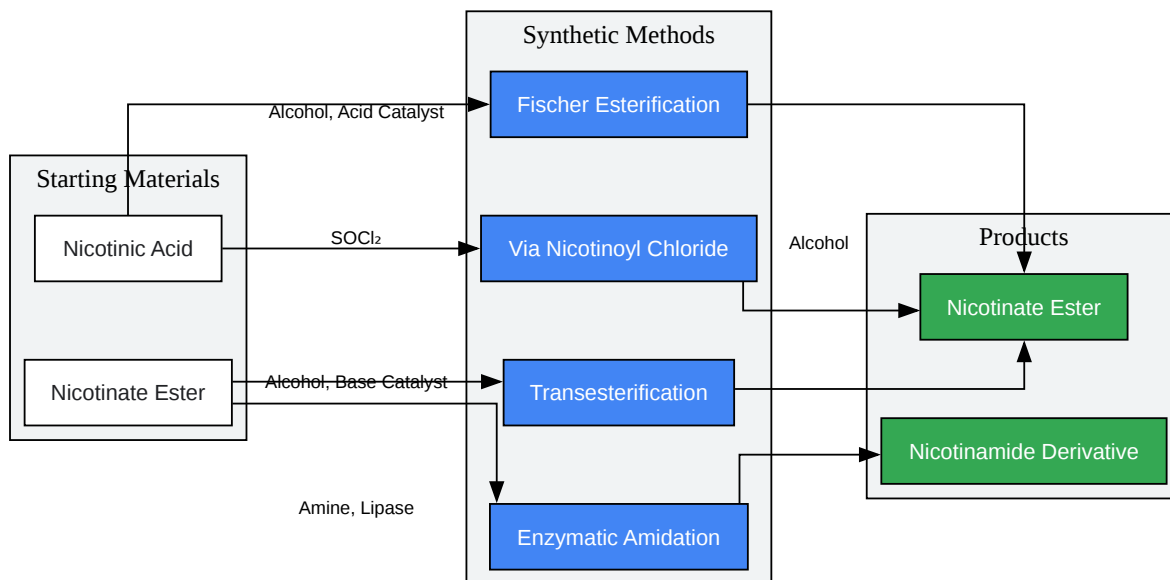 Synthetic Methods
Fischer Esterification
Alcohol, Acid Catalyst
Starting Materials
Nicotinic Acid
SOCl₂
Via Nicotinoyl Chloride
Alcohol
Products
Nicotinate Ester
Nicotinate Ester
Alcohol, Base Catalyst
Transesterification
Nicotinamide Derivative
Amine, Lipase
Enzymatic Amidation